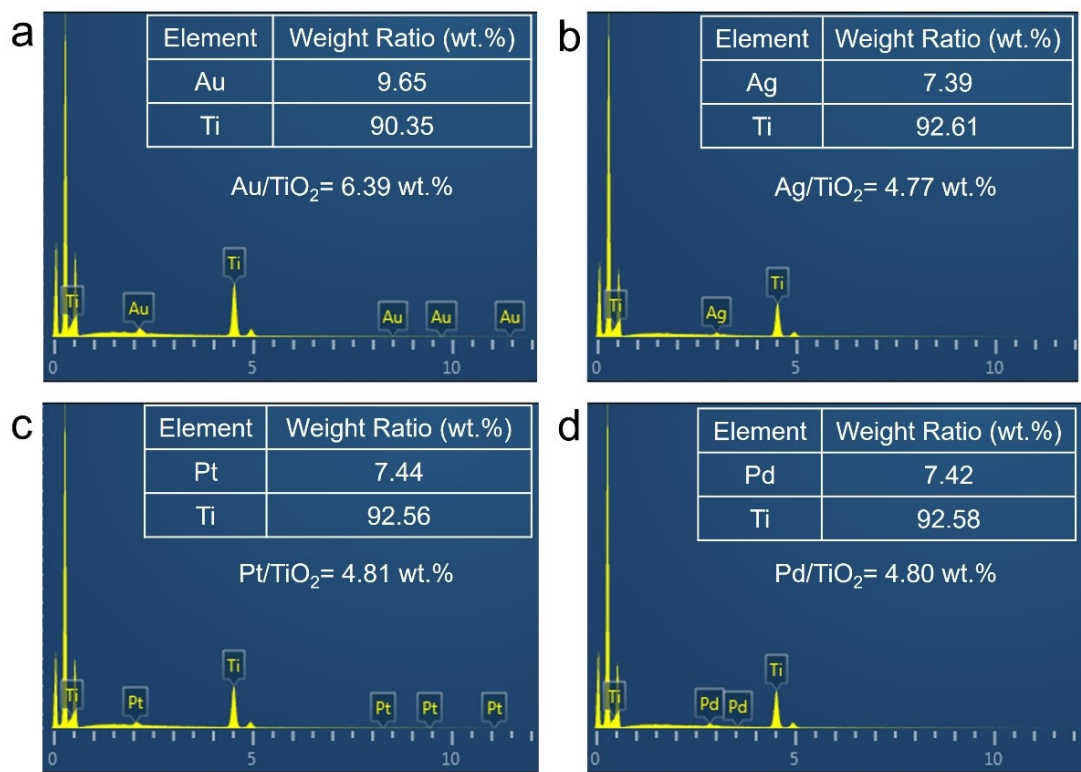 a
Element Weight Ratio (wt.%)
Au 9.65
Ti 90.35
Au/TiO₂= 6.39 wt.%
Ti
Ti Au Au Au Au
0 5 10
b
Element Weight Ratio (wt.%)
Ag 7.39
Ti 92.61
Ag/TiO₂= 4.77 wt.%
Ti
Ti Ag
0 5 10
c
Element Weight Ratio (wt.%)
Pt 7.44
Ti 92.56
Pt/TiO₂= 4.81 wt.%
Ti
Ti Pt Pt Pt Pt
0 5 10
d
Element Weight Ratio (wt.%)
Pd 7.42
Ti 92.58
Pd/TiO₂= 4.80 wt.%
Ti
Ti Pd Pd
0 5 10